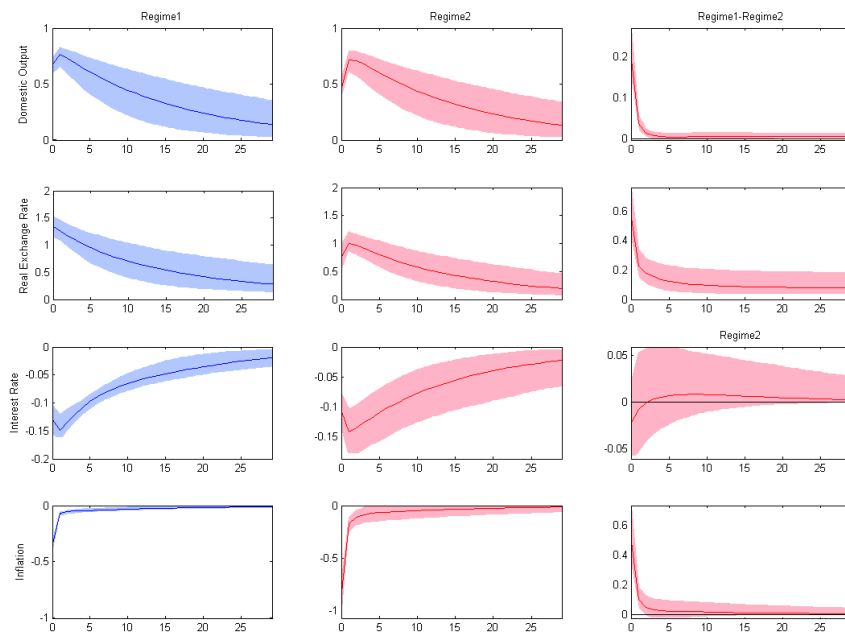 Regime1 Regime2 Regime1-Regime2
Domestic Output
1 0.5 0
0 5 10 15 20 25
1 0.5 0
0 5 10 15 20 25
0.2 0.1 0
0 5 10 15 20 25
Real Exchange Rate
2 1.5 1 0.5 0
0 5 10 15 20 25
2 1.5 1 0.5 0
0 5 10 15 20 25
0.6 0.4 0.2 0
0 5 10 15 20 25
Regime2
Interest Rate
0 -0.05 -0.1 -0.15 -0.2
0 5 10 15 20 25
0 -0.05 -0.1 -0.15
0 5 10 15 20 25
0.05 0 -0.05
0 5 10 15 20 25
Inflation
0 -0.5 -1
0 5 10 15 20 25
0 -0.5 -1
0 5 10 15 20 25
0.6 0.4 0.2 0
0 5 10 15 20 25